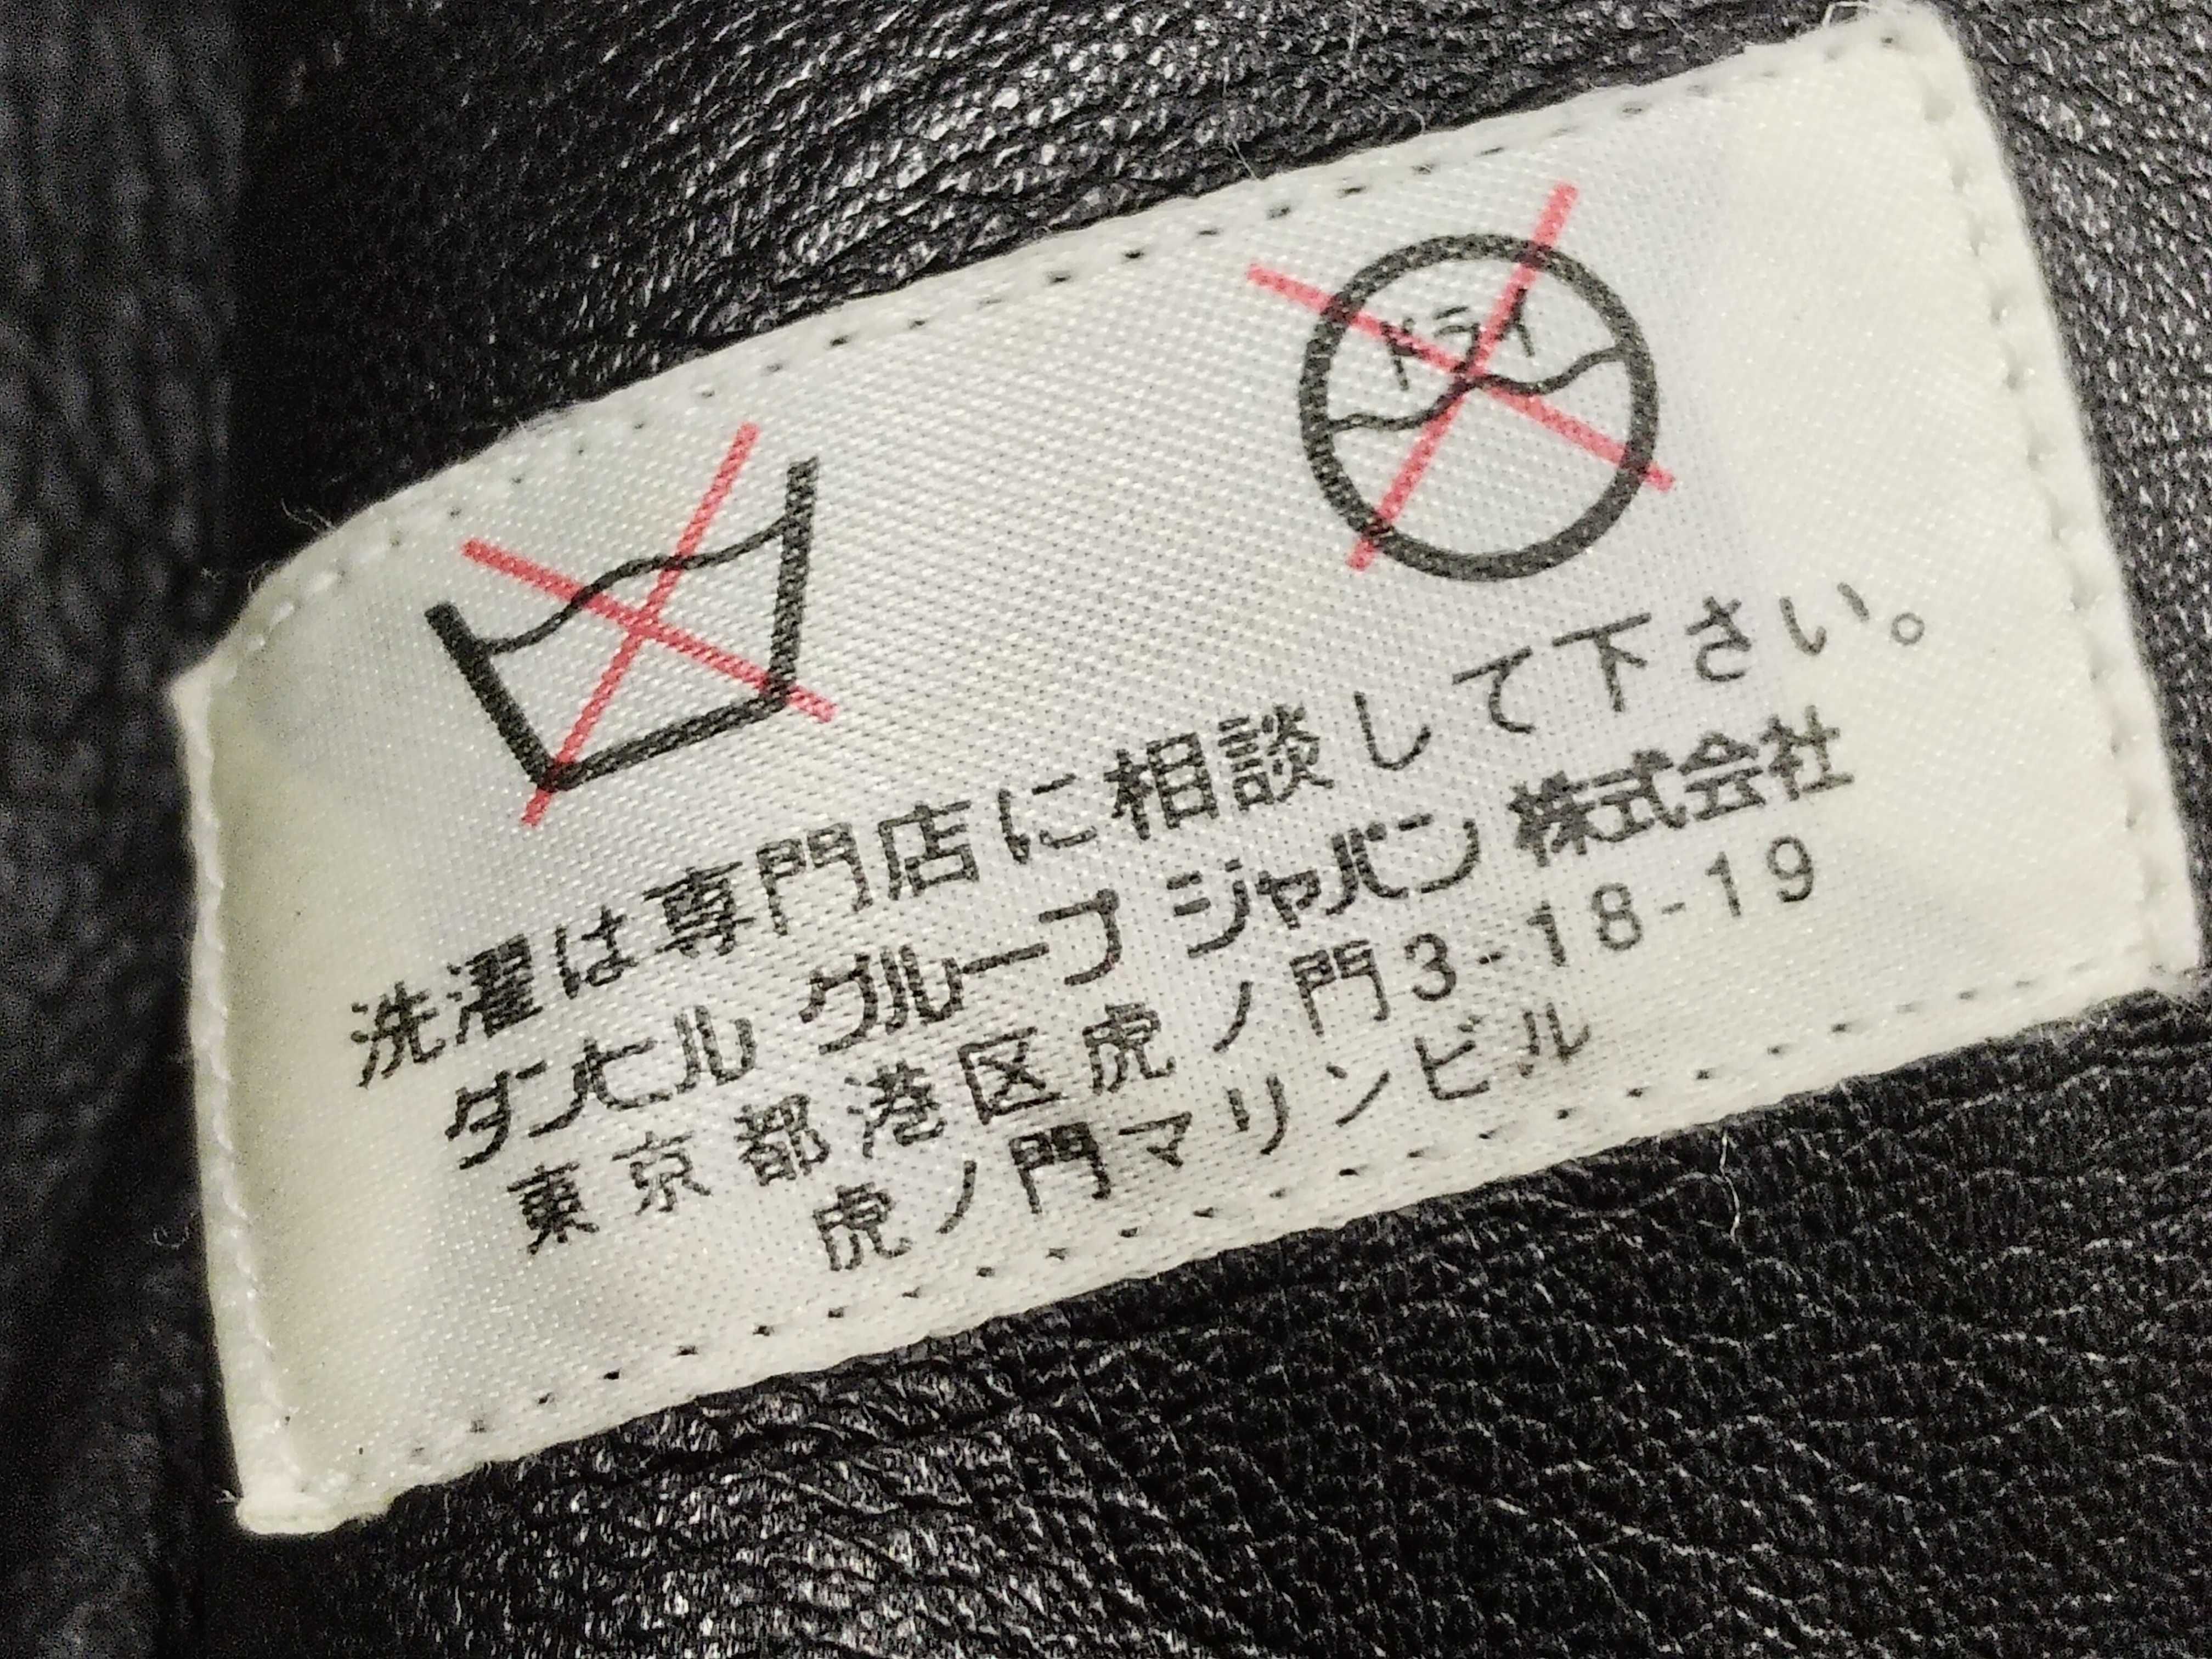 ドライ
洗濯は専門店に相談して下さい。
ダンヒル グループ ジャパン 株式会社
東京都港区虎ノ門3-18-19
虎ノ門マリンビル